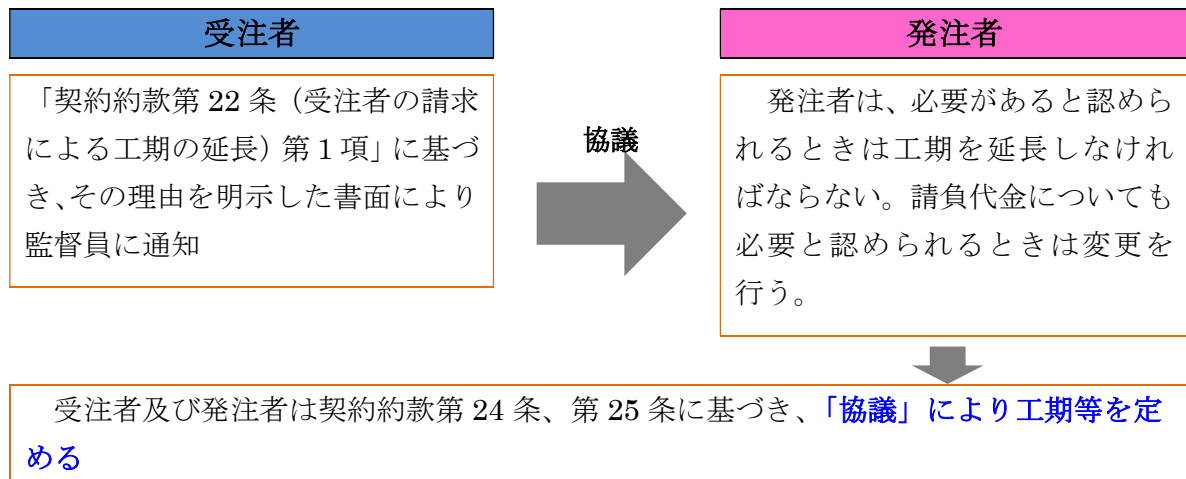 受注者
「契約約款第 22 条（受注者の請求
による工期の延長）第 1 項」に基づ
き、その理由を明示した書面により
監督員に通知
協議
発注者
発注者は、必要があると認めら
れるときは工期を延長しなけれ
ばならない。請負代金についても
必要と認められるときは変更を
行う。
受注者及び発注者は契約約款第 24 条、第 25 条に基づき、「協議」により工期等を定
める